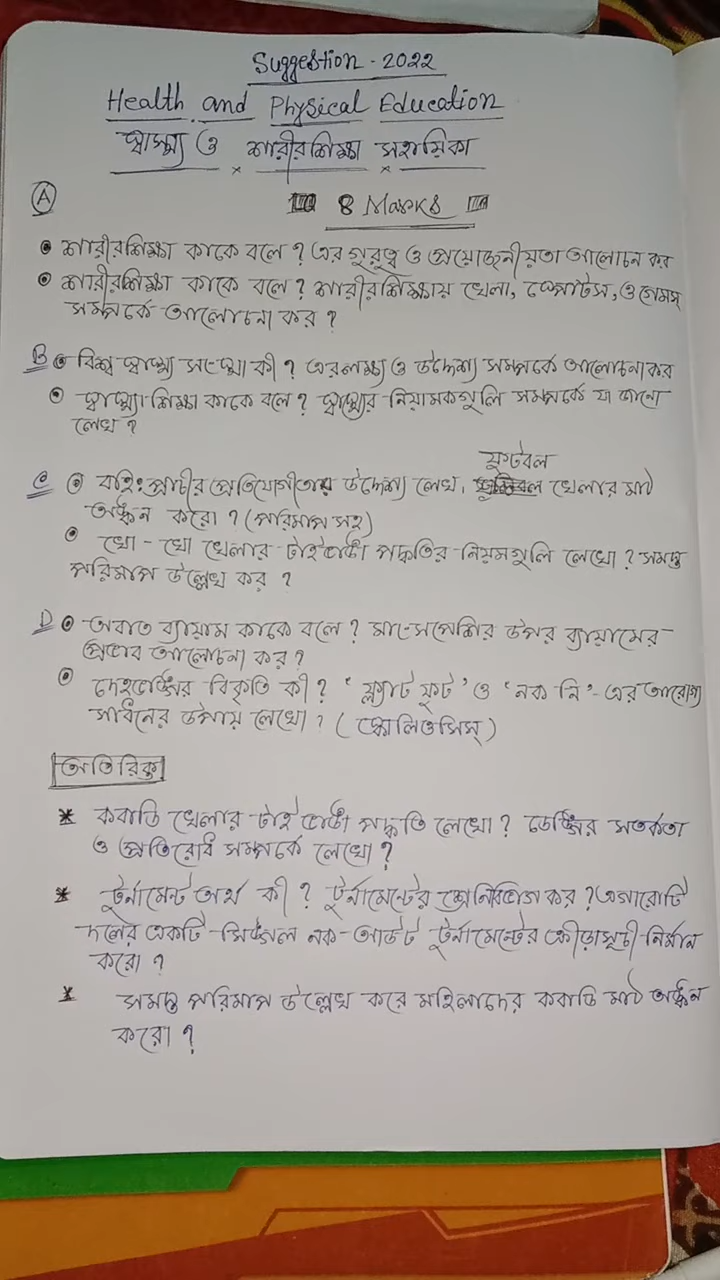 Suggestion - 2022
Health and Physical Education
স্বাস্থ্য ও শারীরশিক্ষা সহায়িকা
A
8 Marks
• শারীরশিক্ষা কাকে বলে ? এর গুরুত্ব ও প্রয়োজনীয়তা আলোচন কর
• শারীরশিক্ষা কাকে বলে ? শারীরশিক্ষায় খেলা, স্পোর্টস, ও গেমস্
সম্পর্কে আলোচনা কর ?
B • বিশ্ব স্বাস্থ্য সংস্থা কী ? এর লক্ষ্য ও উদ্দেশ্য সম্পর্কে আলোচনা কর
• স্বাস্থ্যশিক্ষা কাকে বলে ? স্বাস্থ্যের নিয়ামকগুলি সম্পর্কে যা জানো
লেখ ?
ফুটবল
C • বহিঃপ্রাচীর প্রতিযোগীতার উদ্দেশ্য লেখ, খেলার মাঠ
অঙ্কন করো ? (পরিমাপ সহ)
• খো-খো খেলার টাইভাঙা পদ্ধতির নিয়মগুলি লেখো ? সমস্ত
পরিমাপ উল্লেখ কর ?
D • অবাত ব্যায়াম কাকে বলে ? মাংসপেশির উপর ব্যায়ামের
প্রভাব আলোচনা কর ?
• দেহভঙ্গির বিকৃতি কী ? 'ফ্ল্যাট ফুট' ও 'নক নি'-এর আরোগ্য
সাধনের উপায় লেখো ? (স্কোলিওসিস্)
অতিরিক্ত
* কবাডি খেলার টাইভাঙা পদ্ধতি লেখো ? ডেঙ্গির সতর্কতা
ও প্রতিরোধ সম্পর্কে লেখো ?
* টুর্নামেন্ট অর্থ কী ? টুর্নামেন্টের শ্রেণিবিভাগ কর ? এগারোটি
দলের একটি সিঙ্গল নক-আউট টুর্নামেন্টের ক্রীড়াসূচী নির্মান
করো ?
* সমস্ত পরিমাপ উল্লেখ করে মহিলাদের কবাডি মাঠ অঙ্কন
করো ?